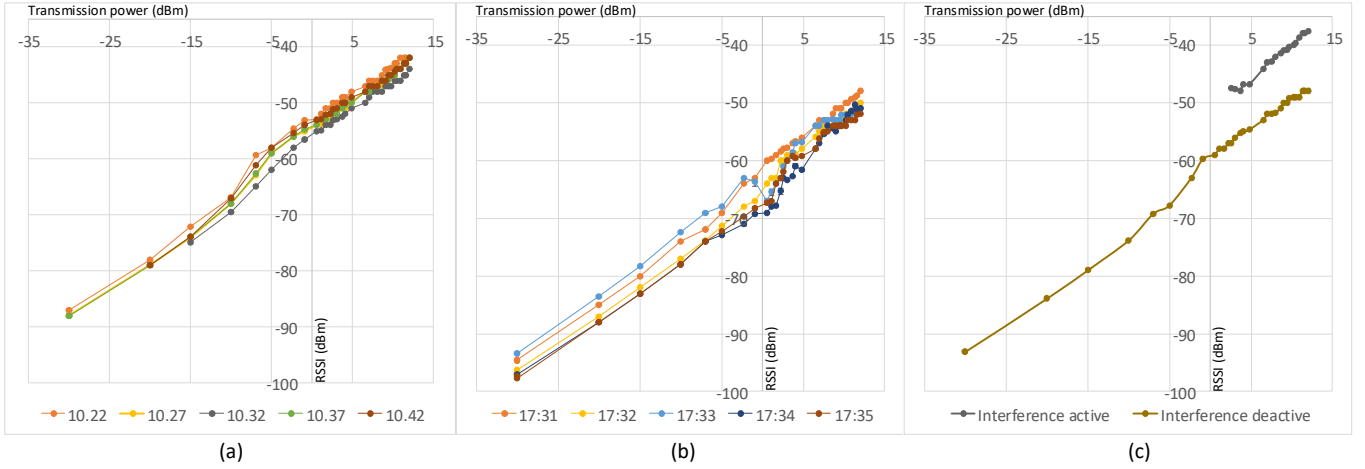 Transmission power (dBm)
-35 -25 -15 -5 5 15
-40
-50
-60
-70
-80
-90
-100
RSSI (dBm)
10.22 10.27 10.32 10.37 10.42
(a)
Transmission power (dBm)
-35 -25 -15 -5 5 15
-40
-50
-60
-70
-80
-90
-100
RSSI (dBm)
17:31 17:32 17:33 17:34 17:35
(b)
Transmission power (dBm)
-35 -25 -15 -5 5 15
-40
-50
-60
-70
-80
-90
-100
RSSI (dBm)
Interference active Interference deactive
(c)